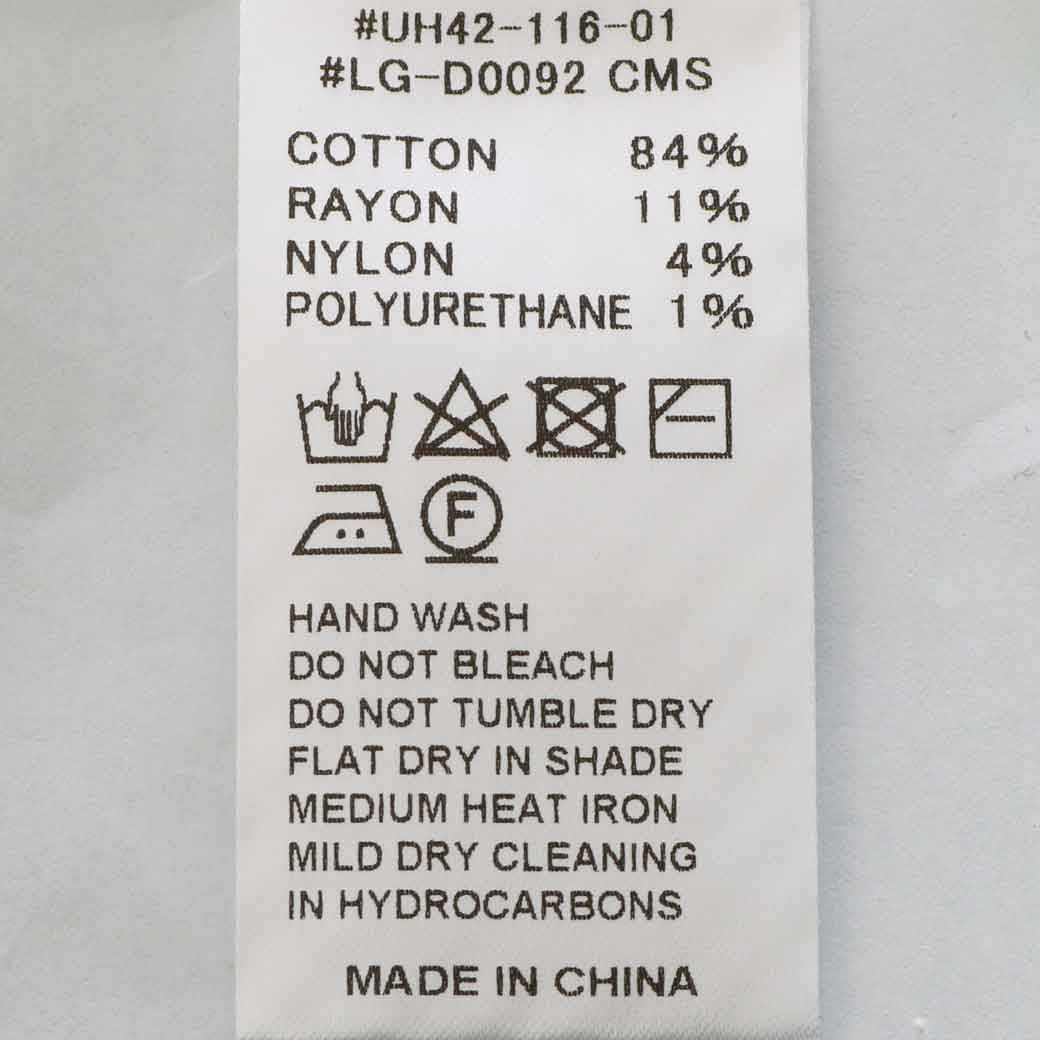 #UH42-116-01
#LG-D0092 CMS
COTTON 84%
RAYON 11%
NYLON 4%
POLYURETHANE 1%
F
HAND WASH
DO NOT BLEACH
DO NOT TUMBLE DRY
FLAT DRY IN SHADE
MEDIUM HEAT IRON
MILD DRY CLEANING
IN HYDROCARBONS
MADE IN CHINA